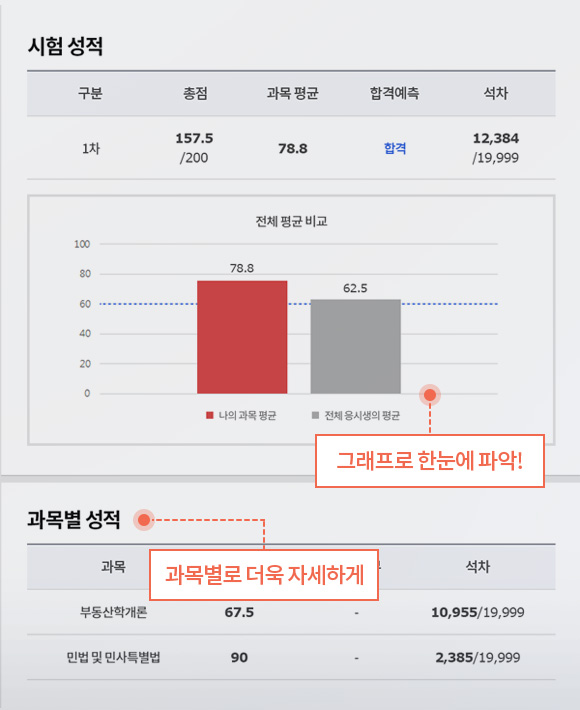 시험 성적
구분 총점 과목 평균 합격예측 석차
1차 157.5 /200 78.8 합격 12,384 /19,999
전체 평균 비교
100
80
60
40
20
0
78.8
62.5
나의 과목 평균 전체 응시생의 평균
그래프로 한눈에 파악!
과목별 성적
과목별로 더욱 자세하게
과목 석차
부동산학개론 67.5 - 10,955/19,999
민법 및 민사특별법 90 - 2,385/19,999